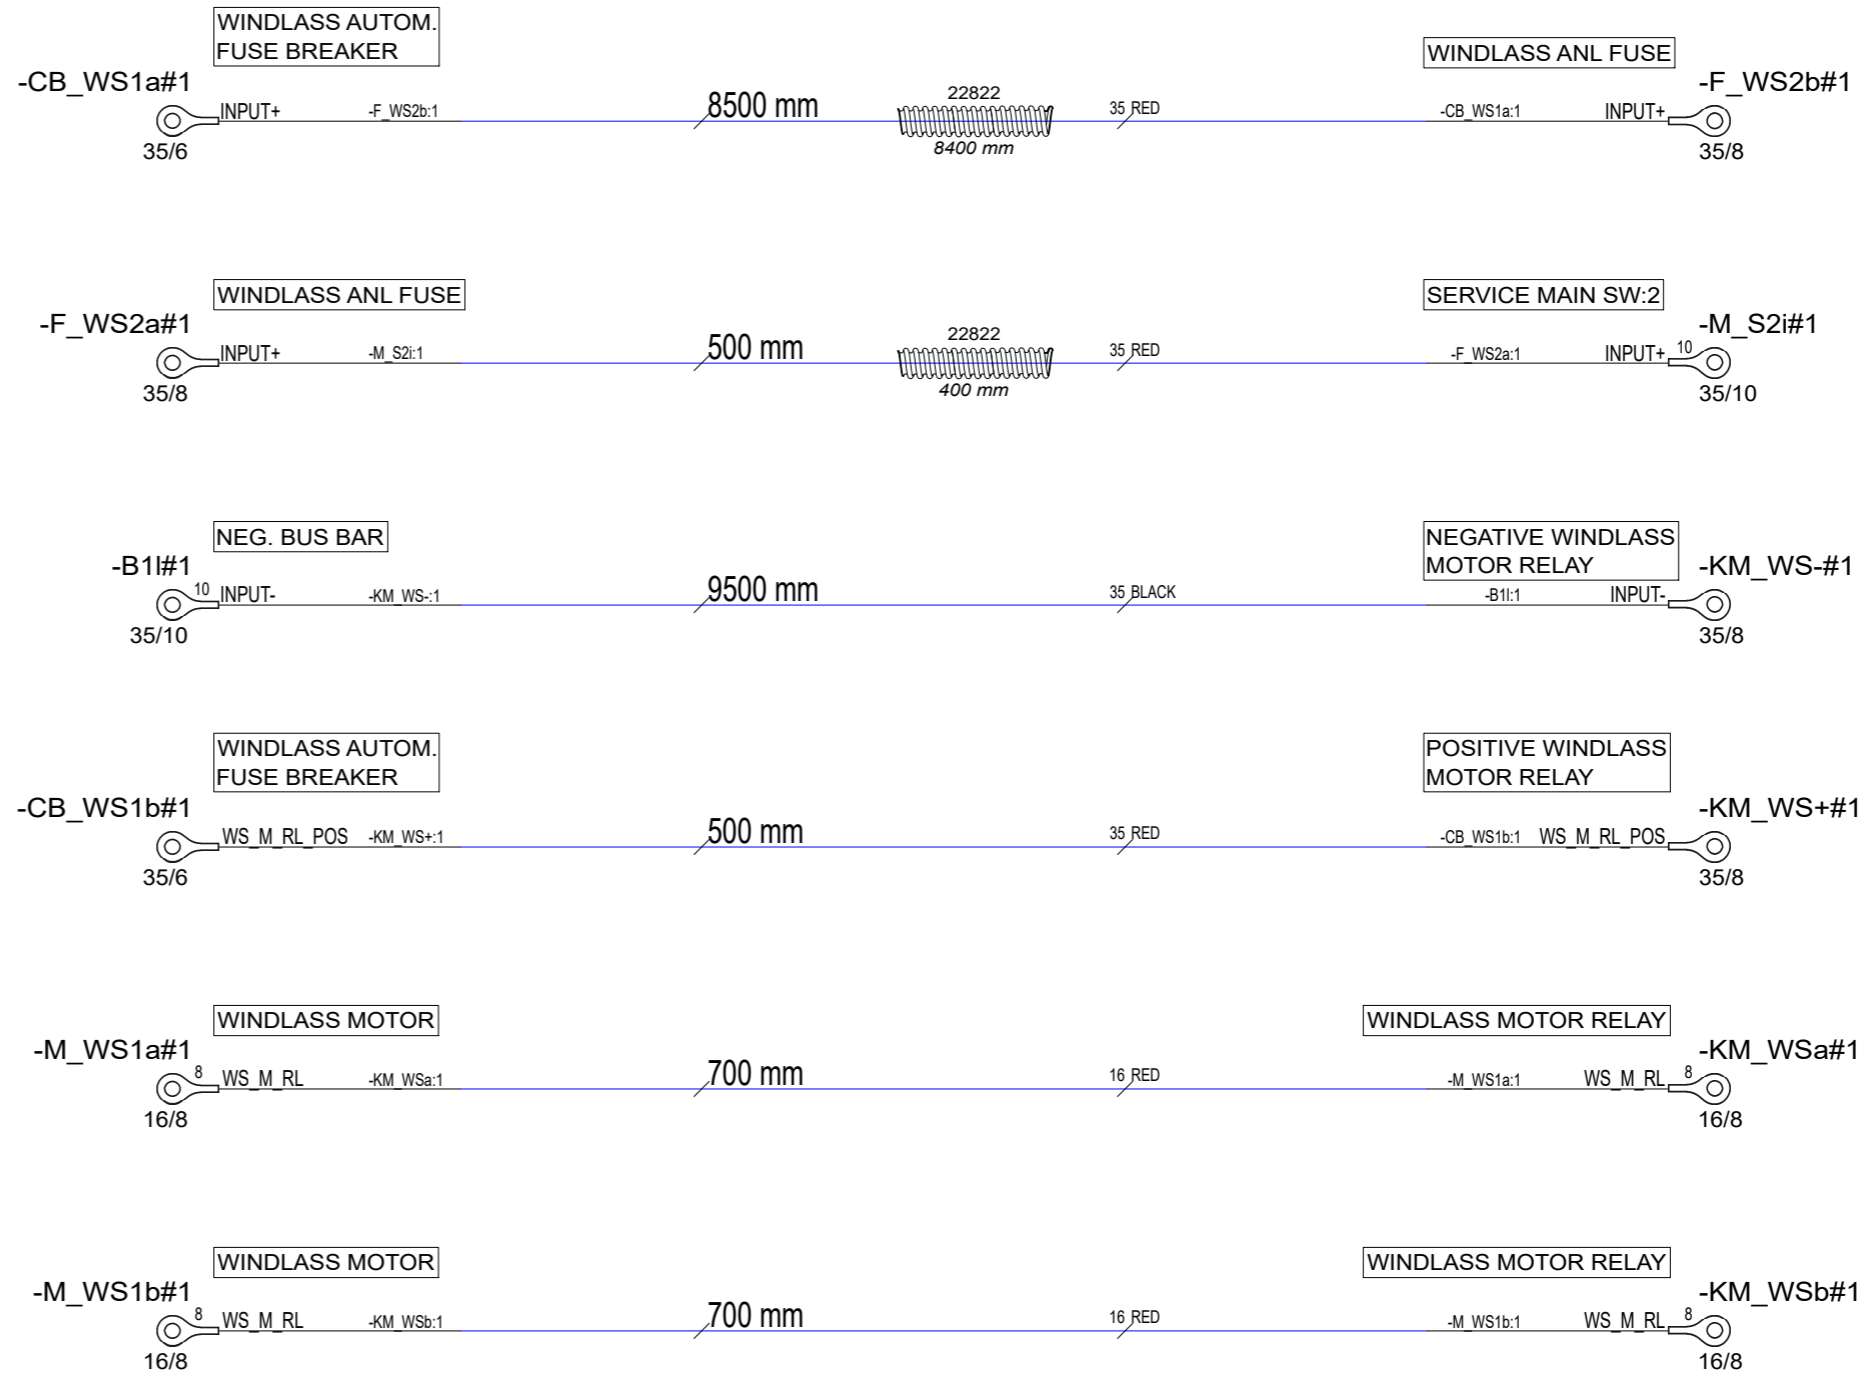 WINDLASS AUTOM.
FUSE BREAKER
WINDLASS ANL FUSE
-CB_WS1a#1
-F_WS2b#1
INPUT+ -F_WS2b:1 8500 mm 22822 35 RED -CB_WS1a:1 INPUT+
35/6 8400 mm 35/8
WINDLASS ANL FUSE
SERVICE MAIN SW:2
-F_WS2a#1
-M_S2i#1
INPUT+ -M_S2i:1 500 mm 22822 35 RED -F_WS2a:1 INPUT+ 10
35/8 400 mm 35/10
NEG. BUS BAR
NEGATIVE WINDLASS
MOTOR RELAY
-B1l#1
-KM_WS-#1
10 INPUT- -KM_WS-:1 9500 mm 35 BLACK -B1l:1 INPUT-
35/10 35/8
WINDLASS AUTOM.
FUSE BREAKER
POSITIVE WINDLASS
MOTOR RELAY
-CB_WS1b#1
-KM_WS+#1
WS_M_RL_POS -KM_WS+:1 500 mm 35 RED -CB_WS1b:1 WS_M_RL_POS
35/6 35/8
WINDLASS MOTOR
WINDLASS MOTOR RELAY
-M_WS1a#1
-KM_WSa#1
8 WS_M_RL -KM_WSa:1 700 mm 16 RED -M_WS1a:1 WS_M_RL 8
16/8 16/8
WINDLASS MOTOR
WINDLASS MOTOR RELAY
-M_WS1b#1
-KM_WSb#1
8 WS_M_RL -KM_WSb:1 700 mm 16 RED -M_WS1b:1 WS_M_RL 8
16/8 16/8